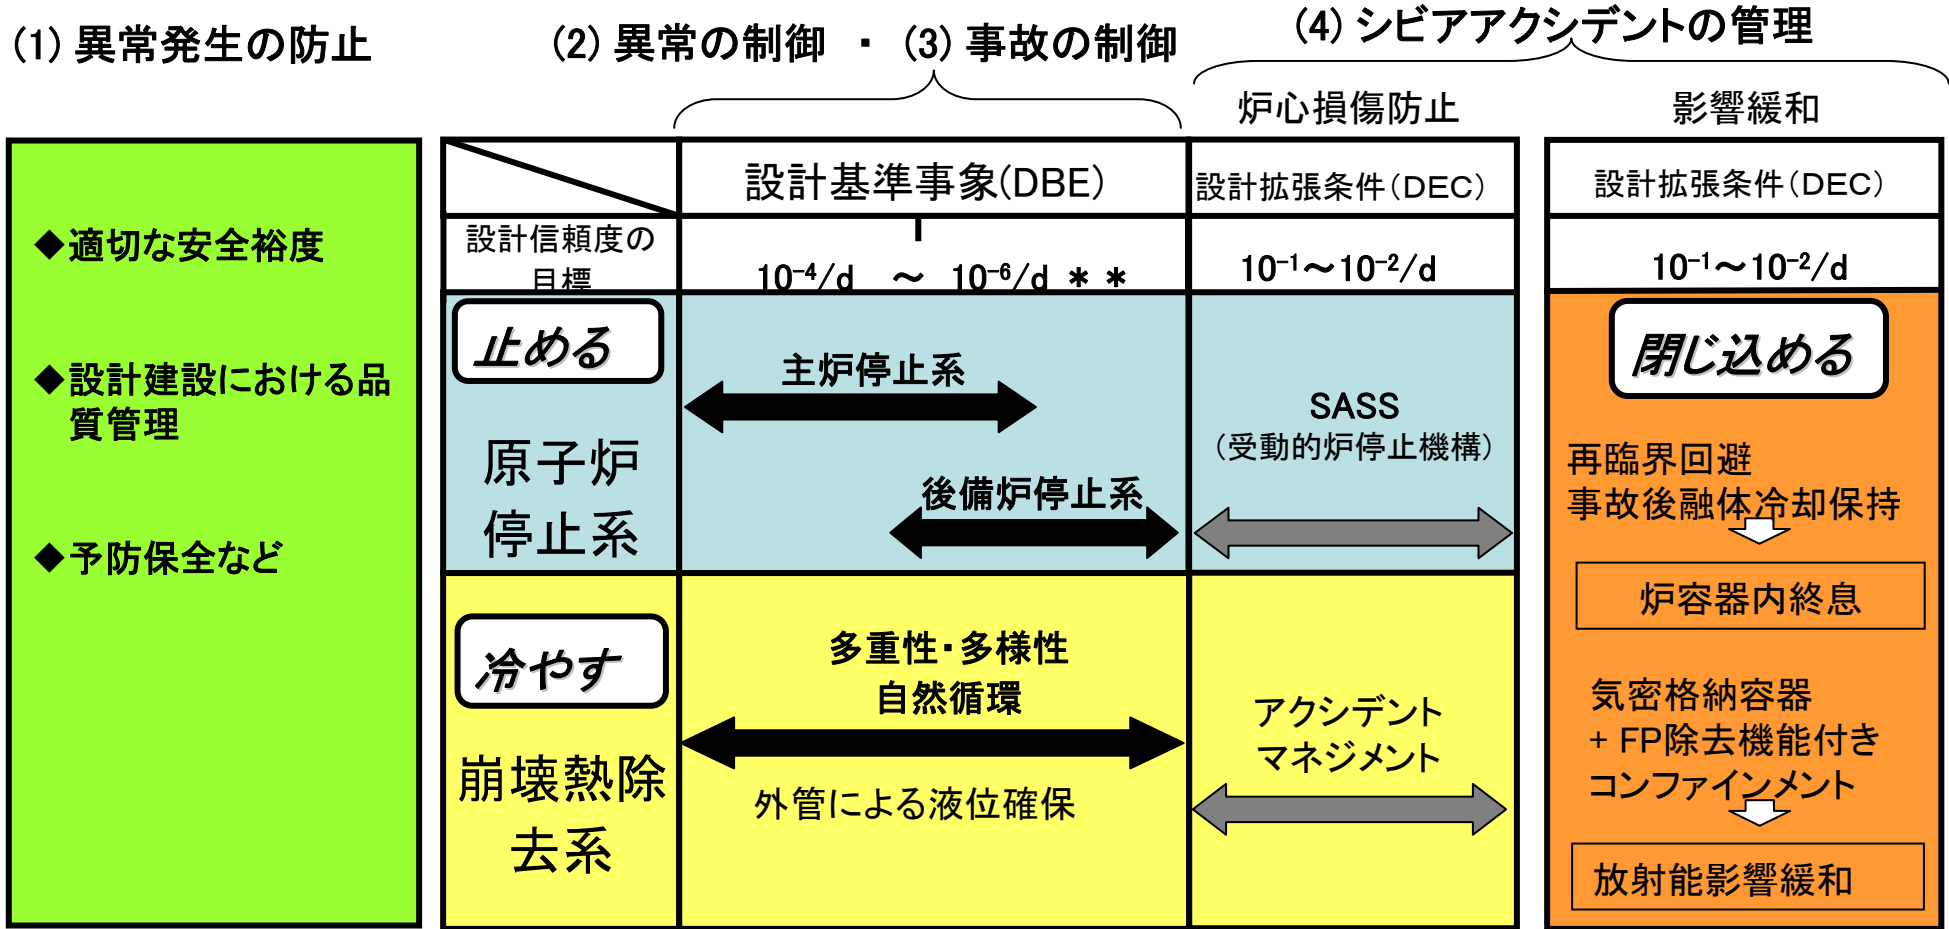 (1) 異常発生の防止
(2) 異常の制御 ・ (3) 事故の制御
(4) シビアアクシデントの管理
炉心損傷防止
影響緩和
◆適切な安全裕度
◆設計建設における品
質管理
◆予防保全など
設計基準事象(DBE)
設計拡張条件(DEC)
設計拡張条件(DEC)
設計信頼度の
目標
10⁻⁴/d ～ 10⁻⁶/d ＊＊
10⁻¹～10⁻²/d
10⁻¹～10⁻²/d
止める
原子炉
停止系
主炉停止系
後備炉停止系
SASS
(受動的炉停止機構)
冷やす
崩壊熱除
去系
多重性・多様性
自然循環
外管による液位確保
アクシデント
マネジメント
閉じ込める
再臨界回避
事故後融体冷却保持
炉容器内終息
気密格納容器
+ FP除去機能付き
コンファインメント
放射能影響緩和